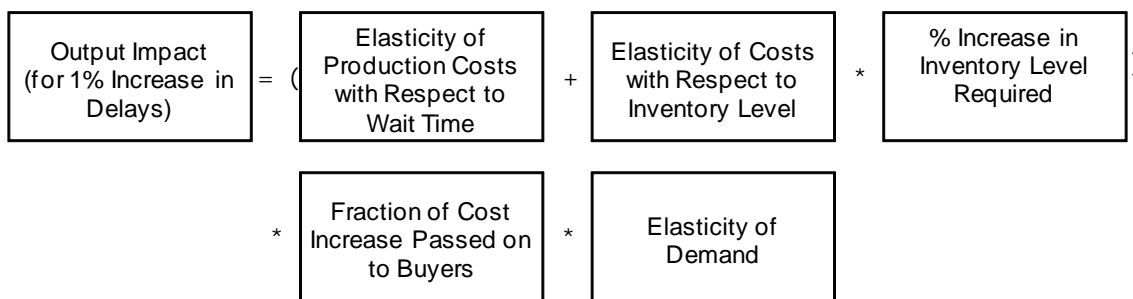 Output Impact
(for 1% Increase in
Delays)
= (
Elasticity of
Production Costs
with Respect to
Wait Time
+
Elasticity of Costs
with Respect to
Inventory Level
*
% Increase in
Inventory Level
Required
)
*
Fraction of Cost
Increase Passed on
to Buyers
*
Elasticity of
Demand